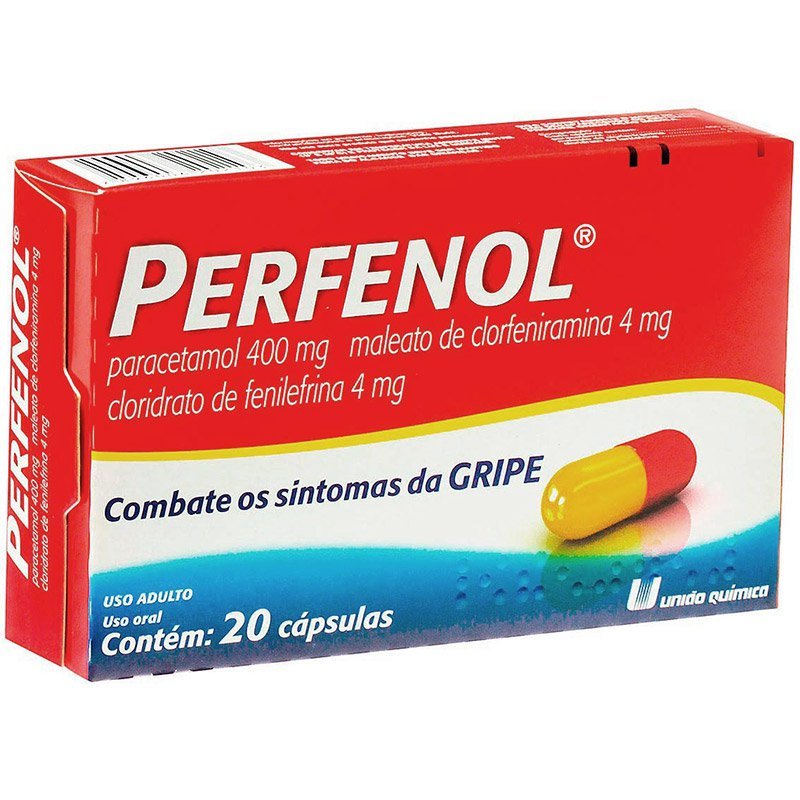 PERFENOL®
paracetamol 400 mg maleato de clorfeniramina 4 mg
cloridrato de fenilefrina 4 mg
Combate os sintomas da GRIPE
USO ADULTO
Uso oral
Contém: 20 cápsulas
união química
PERFENOL®
paracetamol 400 mg maleato de clorfeniramina 4 mg
cloridrato de fenilefrina 4 mg